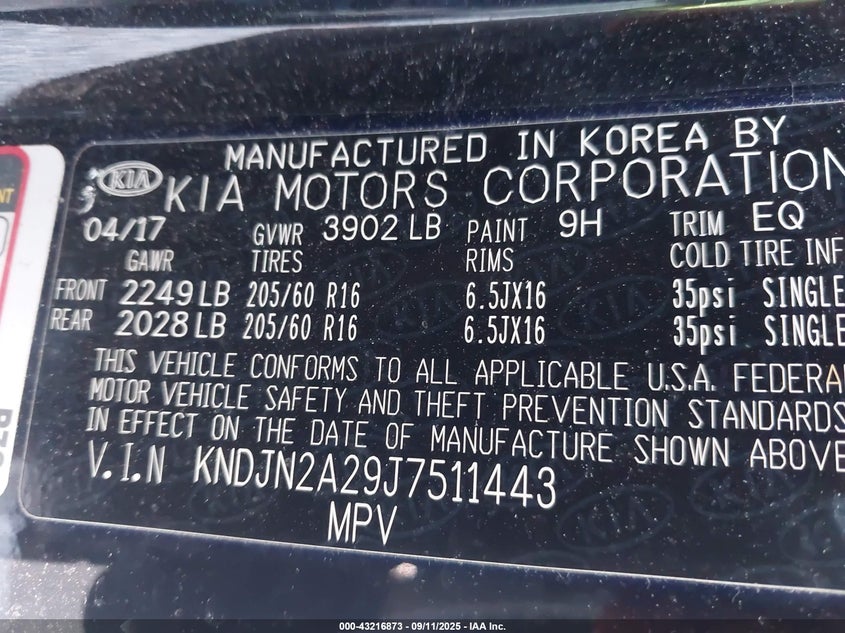 MANUFACTURED IN KOREA BY
KIA KIA MOTORS CORPORATION
04/17 GVWR 3902 LB PAINT 9H TRIM EQ
GAWR TIRES RIMS COLD TIRE INF
FRONT 2249 LB 205/60 R16 6.5JX16 35psi SINGLE
REAR 2028 LB 205/60 R16 6.5JX16 35psi SINGLE
THIS VEHICLE CONFORMS TO ALL APPLICABLE U.S.A. FEDERA
MOTOR VEHICLE SAFETY AND THEFT PREVENTION STANDARDS
IN EFFECT ON THE DATE OF MANUFACTURE SHOWN ABOVE
V.I.N KNDJN2A29J7511443
MPV
000-43216873 - 09/11/2025 - IAA Inc.